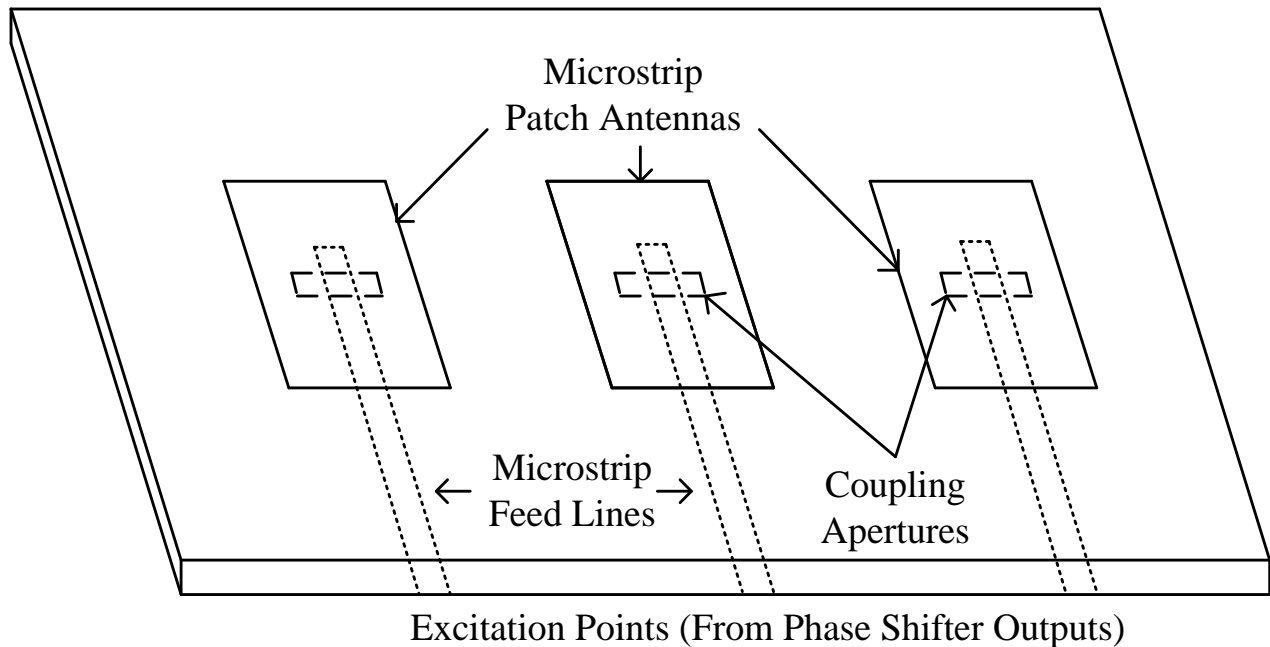 Microstrip
Patch Antennas
Microstrip
Feed Lines
Coupling
Apertures
Excitation Points (From Phase Shifter Outputs)